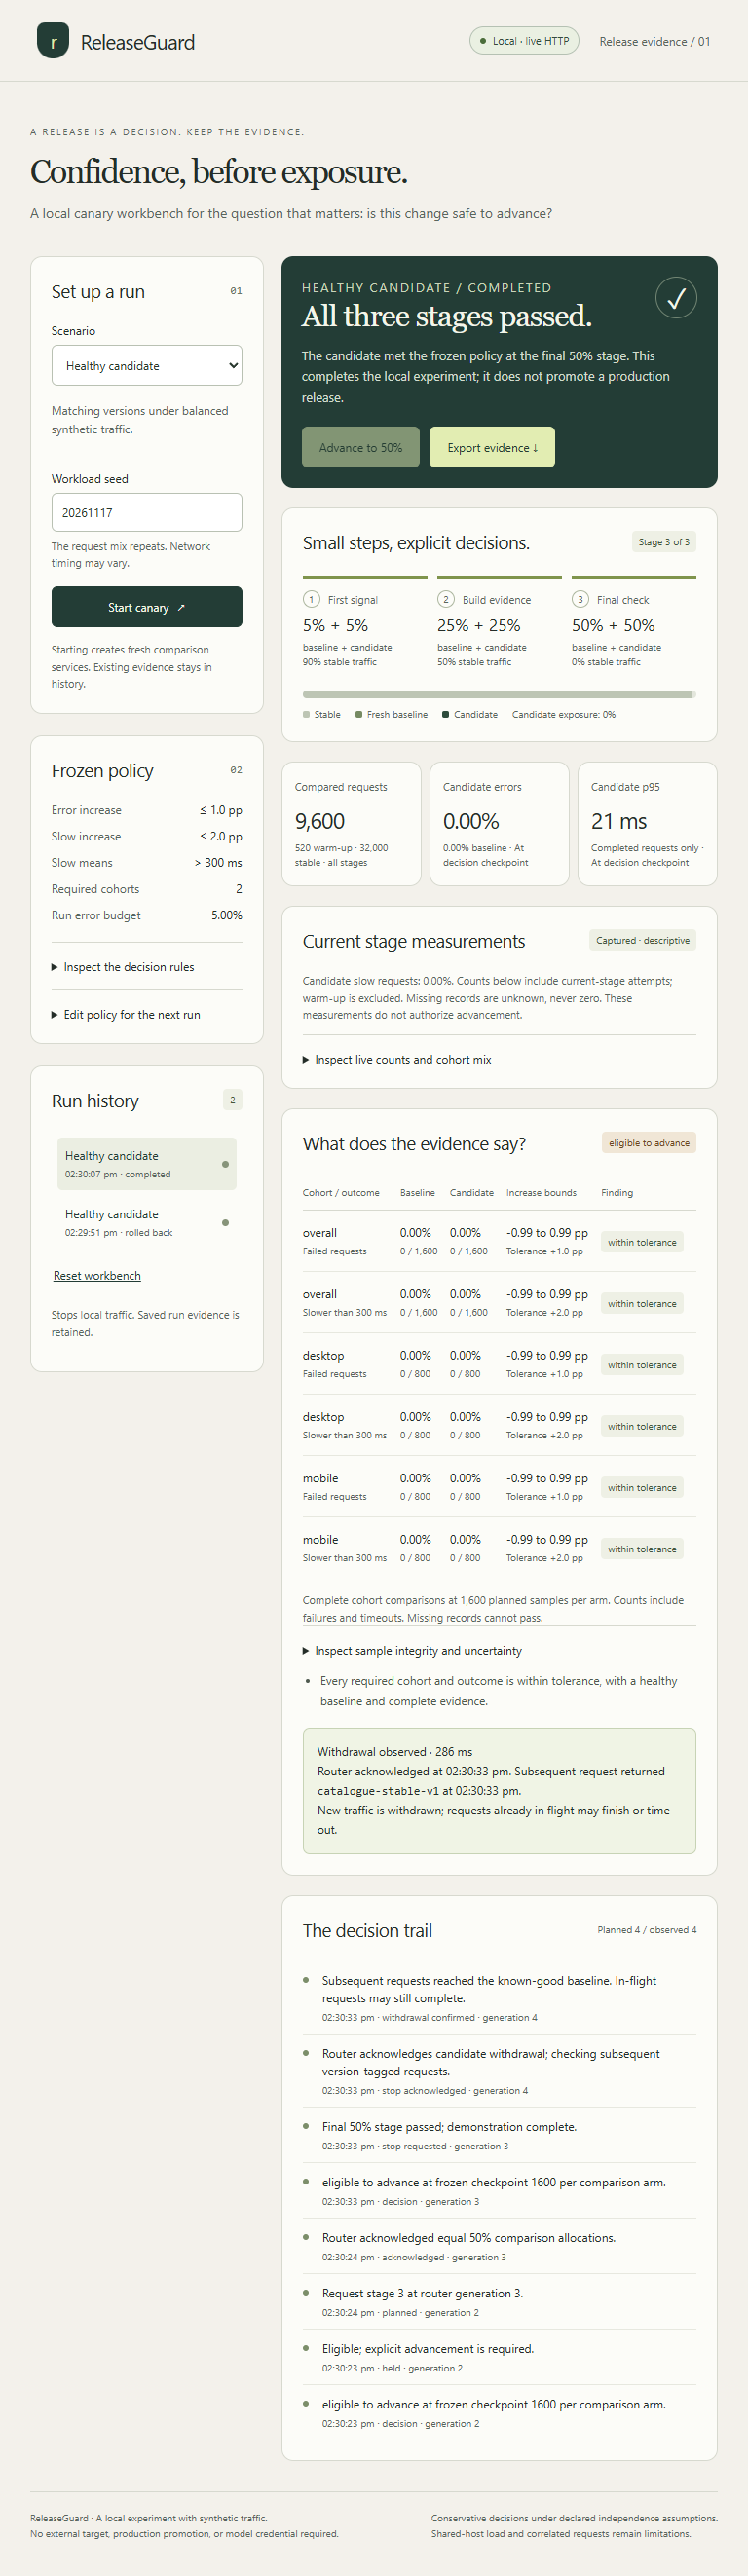 r ReleaseGuard
Local · live HTTP
Release evidence / 01
A RELEASE IS A DECISION. KEEP THE EVIDENCE.
Confidence, before exposure.
A local canary workbench for the question that matters: is this change safe to advance?
Set up a run 01
Scenario
Healthy candidate
Matching versions under balanced
synthetic traffic.
Workload seed
20261117
The request mix repeats. Network
timing may vary.
Start canary ↗
Starting creates fresh comparison
services. Existing evidence stays in
history.
Frozen policy 02
Error increase ≤ 1.0 pp
Slow increase ≤ 2.0 pp
Slow means > 300 ms
Required cohorts 2
Run error budget 5.00%
▶ Inspect the decision rules
▶ Edit policy for the next run
Run history 2
Healthy candidate
02:30:07 pm · completed
Healthy candidate
02:29:51 pm · rolled back
Reset workbench
Stops local traffic. Saved run evidence is
retained.
HEALTHY CANDIDATE / COMPLETED
All three stages passed. ✓
The candidate met the frozen policy at the final 50% stage. This
completes the local experiment; it does not promote a production
release.
Advance to 50% Export evidence ↓
Small steps, explicit decisions. Stage 3 of 3
1 First signal 2 Build evidence 3 Final check
5% + 5% 25% + 25% 50% + 50%
baseline + candidate baseline + candidate baseline + candidate
90% stable traffic 50% stable traffic 0% stable traffic
Stable Fresh baseline Candidate Candidate exposure: 0%
Compared requests Candidate errors Candidate p95
9,600 0.00% 21 ms
520 warm-up · 32,000 0.00% baseline · At Completed requests only ·
stable · all stages decision checkpoint At decision checkpoint
Current stage measurements Captured · descriptive
Candidate slow requests: 0.00%. Counts below include current-stage attempts;
warm-up is excluded. Missing records are unknown, never zero. These
measurements do not authorize advancement.
▶ Inspect live counts and cohort mix
What does the evidence say? eligible to advance
Cohort / outcome Baseline Candidate Increase bounds Finding
overall 0.00% 0.00% -0.99 to 0.99 pp within tolerance
Failed requests 0 / 1,600 0 / 1,600 Tolerance +1.0 pp
overall 0.00% 0.00% -0.99 to 0.99 pp within tolerance
Slower than 300 ms 0 / 1,600 0 / 1,600 Tolerance +2.0 pp
desktop 0.00% 0.00% -0.99 to 0.99 pp within tolerance
Failed requests 0 / 800 0 / 800 Tolerance +1.0 pp
desktop 0.00% 0.00% -0.99 to 0.99 pp within tolerance
Slower than 300 ms 0 / 800 0 / 800 Tolerance +2.0 pp
mobile 0.00% 0.00% -0.99 to 0.99 pp within tolerance
Failed requests 0 / 800 0 / 800 Tolerance +1.0 pp
mobile 0.00% 0.00% -0.99 to 0.99 pp within tolerance
Slower than 300 ms 0 / 800 0 / 800 Tolerance +2.0 pp
Complete cohort comparisons at 1,600 planned samples per arm. Counts include
failures and timeouts. Missing records cannot pass.
▶ Inspect sample integrity and uncertainty
• Every required cohort and outcome is within tolerance, with a healthy
baseline and complete evidence.
Withdrawal observed · 286 ms
Router acknowledged at 02:30:33 pm. Subsequent request returned
catalogue-stable-v1 at 02:30:33 pm.
New traffic is withdrawn; requests already in flight may finish or time
out.
The decision trail Planned 4 / observed 4
Subsequent requests reached the known-good baseline. In-flight
requests may still complete.
02:30:33 pm · withdrawal confirmed · generation 4
Router acknowledges candidate withdrawal; checking subsequent
version-tagged requests.
02:30:33 pm · stop acknowledged · generation 4
Final 50% stage passed; demonstration complete.
02:30:33 pm · stop requested · generation 3
eligible to advance at frozen checkpoint 1600 per comparison arm.
02:30:33 pm · decision · generation 3
Router acknowledged equal 50% comparison allocations.
02:30:24 pm · acknowledged · generation 3
Request stage 3 at router generation 3.
02:30:24 pm · planned · generation 2
Eligible; explicit advancement is required.
02:30:23 pm · held · generation 2
eligible to advance at frozen checkpoint 1600 per comparison arm.
02:30:23 pm · decision · generation 2
ReleaseGuard · A local experiment with synthetic traffic.
No external target, production promotion, or model credential required.
Conservative decisions under declared independence assumptions.
Shared-host load and correlated requests remain limitations.